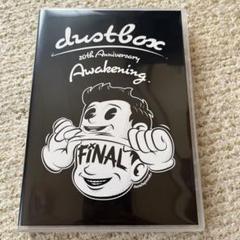 dustbox
20th Anniversary
Awakening
FINAL